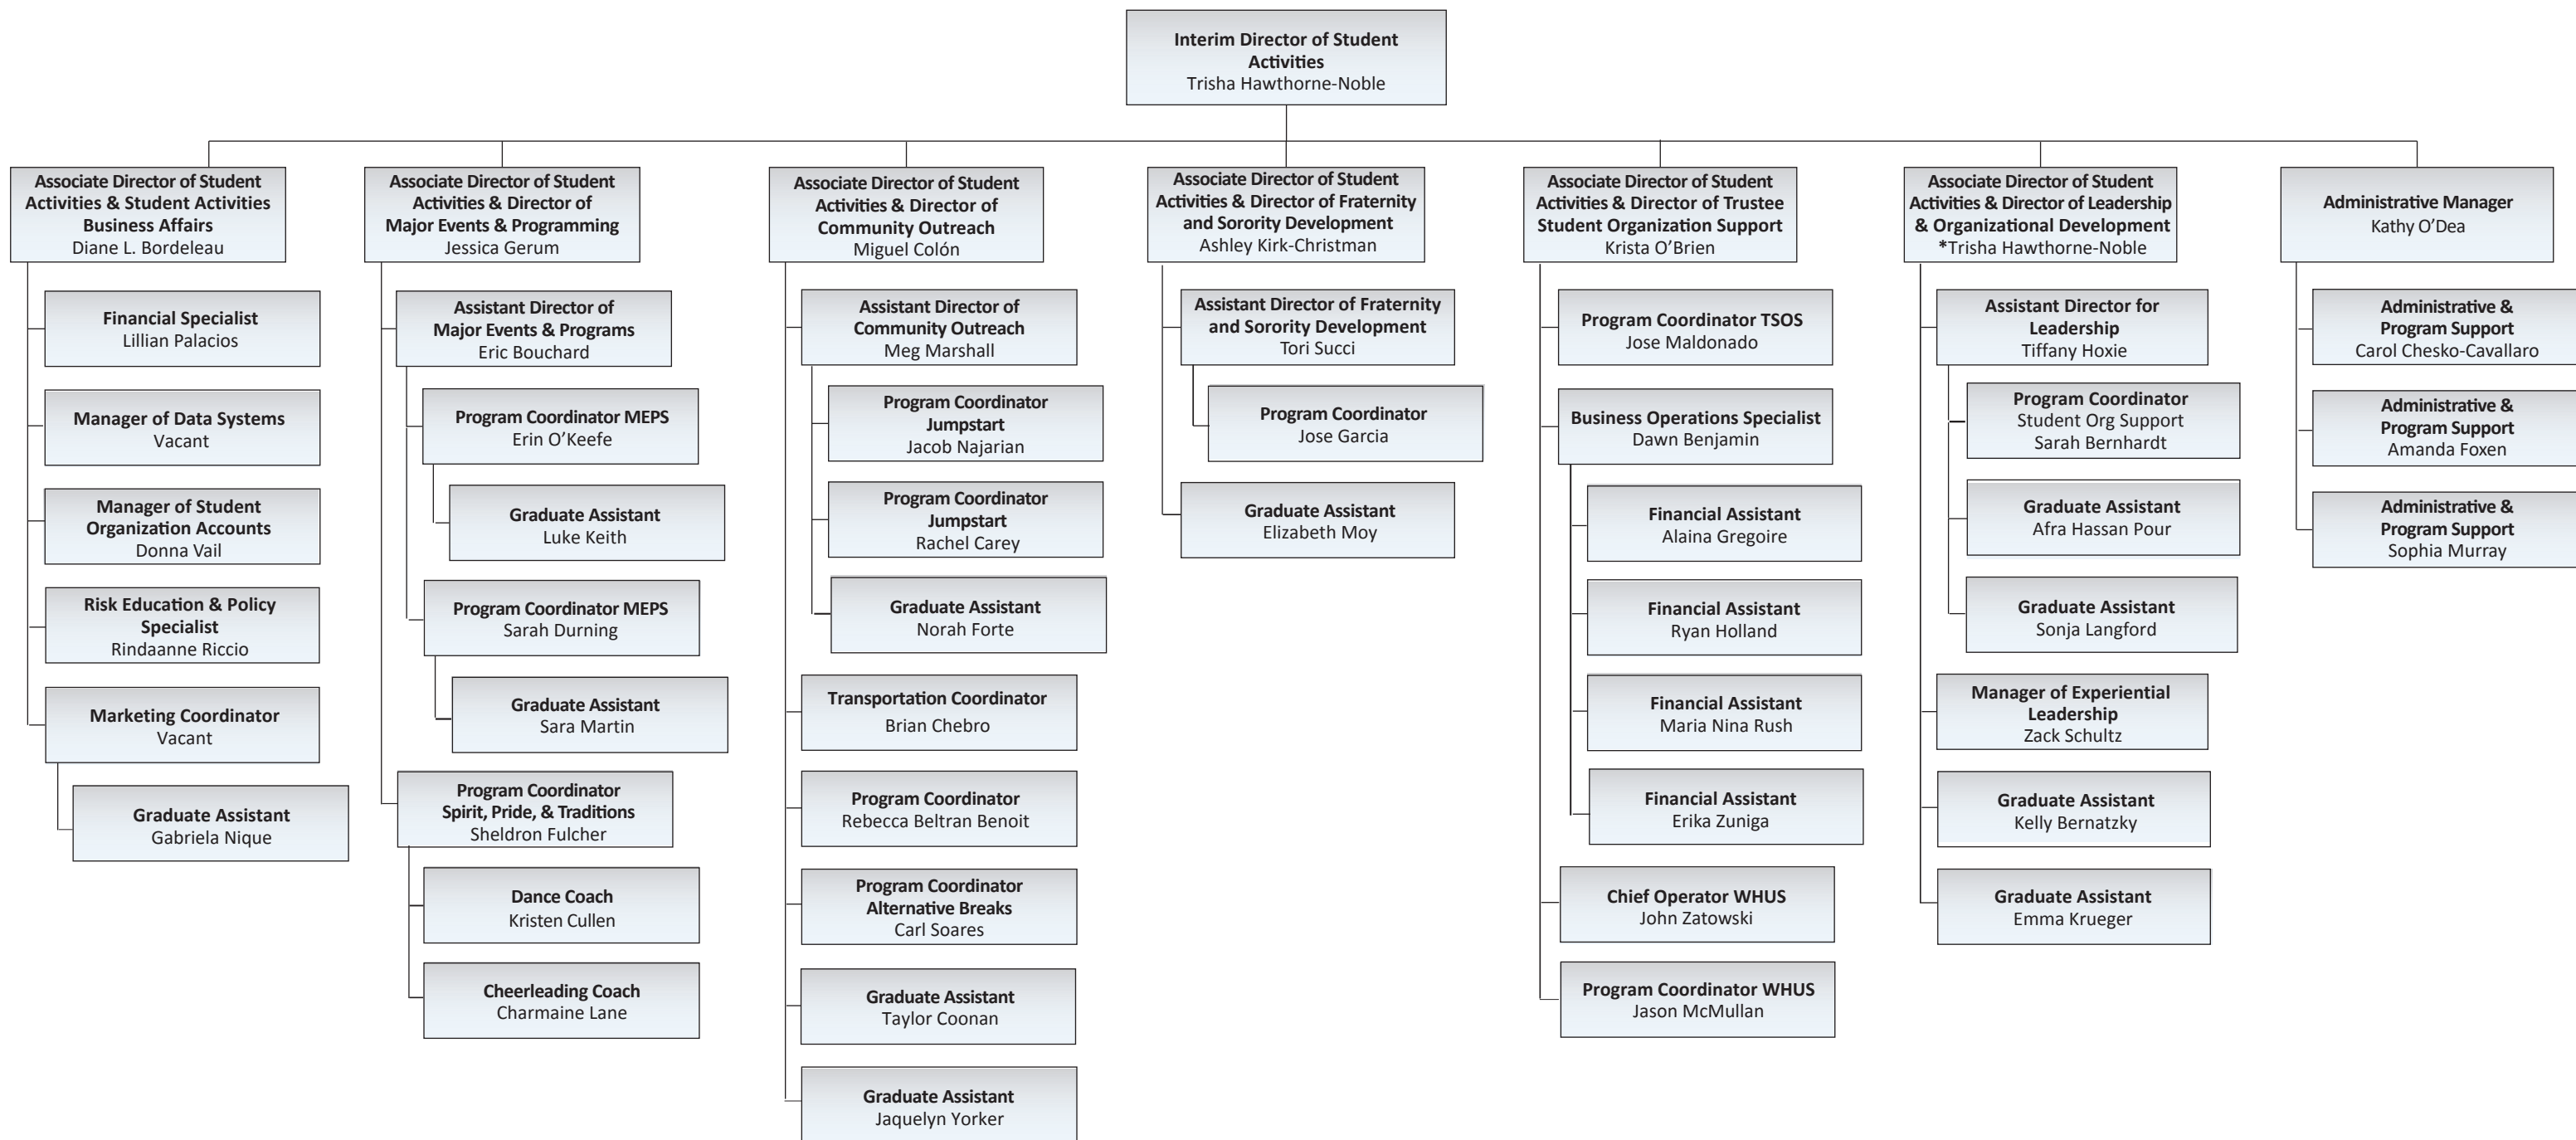 Interim Director of Student
Activities
Trisha Hawthorne-Noble
Associate Director of Student
Activities & Student Activities
Business Affairs
Diane L. Bordeleau
Financial Specialist
Lillian Palacios
Manager of Data Systems
Vacant
Manager of Student
Organization Accounts
Donna Vail
Risk Education & Policy
Specialist
Rindaanne Riccio
Marketing Coordinator
Vacant
Graduate Assistant
Gabriela Nique
Associate Director of Student
Activities & Director of
Major Events & Programming
Jessica Gerum
Assistant Director of
Major Events & Programs
Eric Bouchard
Program Coordinator MEPS
Erin O’Keefe
Graduate Assistant
Luke Keith
Program Coordinator MEPS
Sarah Durning
Graduate Assistant
Sara Martin
Program Coordinator
Spirit, Pride, & Traditions
Sheldron Fulcher
Dance Coach
Kristen Cullen
Cheerleading Coach
Charmaine Lane
Associate Director of Student
Activities & Director of
Community Outreach
Miguel Colón
Assistant Director of
Community Outreach
Meg Marshall
Program Coordinator
Jumpstart
Jacob Najarian
Program Coordinator
Jumpstart
Rachel Carey
Graduate Assistant
Norah Forte
Transportation Coordinator
Brian Chebro
Program Coordinator
Rebecca Beltran Benoit
Program Coordinator
Alternative Breaks
Carl Soares
Graduate Assistant
Taylor Coonan
Graduate Assistant
Jaquelyn Yorker
Associate Director of Student
Activities & Director of Fraternity
and Sorority Development
Ashley Kirk-Christman
Assistant Director of Fraternity
and Sorority Development
Tori Succi
Program Coordinator
Jose Garcia
Graduate Assistant
Elizabeth Moy
Associate Director of Student
Activities & Director of Trustee
Student Organization Support
Krista O’Brien
Program Coordinator TSOS
Jose Maldonado
Business Operations Specialist
Dawn Benjamin
Financial Assistant
Alaina Gregoire
Financial Assistant
Ryan Holland
Financial Assistant
Maria Nina Rush
Financial Assistant
Erika Zuniga
Chief Operator WHUS
John Zatowski
Program Coordinator WHUS
Jason McMullan
Associate Director of Student
Activities & Director of Leadership
& Organizational Development
*Trisha Hawthorne-Noble
Assistant Director for
Leadership
Tiffany Hoxie
Program Coordinator
Student Org Support
Sarah Bernhardt
Graduate Assistant
Afra Hassan Pour
Graduate Assistant
Sonja Langford
Manager of Experiential
Leadership
Zack Schultz
Graduate Assistant
Kelly Bernatzky
Graduate Assistant
Emma Krueger
Administrative Manager
Kathy O’Dea
Administrative &
Program Support
Carol Chesko-Cavallaro
Administrative &
Program Support
Amanda Foxen
Administrative &
Program Support
Sophia Murray